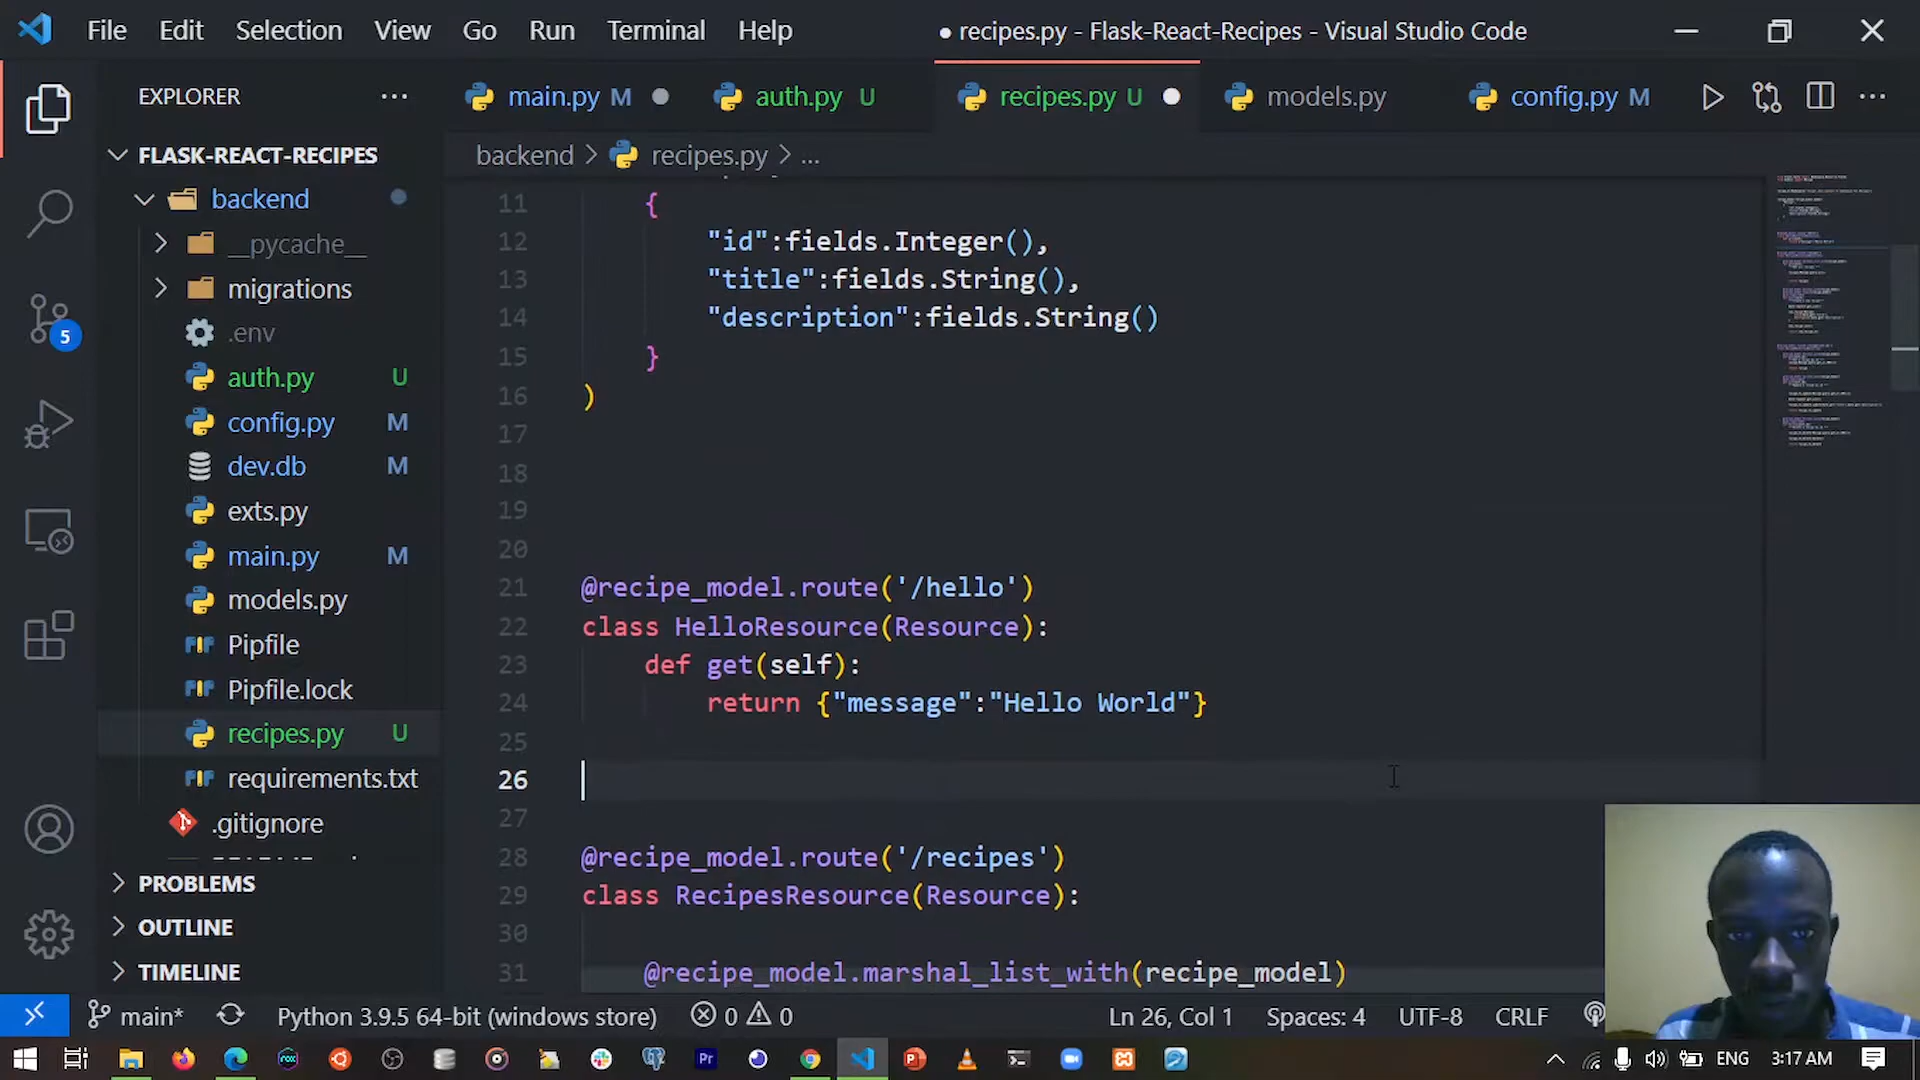 File Edit Selection View Go Run Terminal Help
● recipes.py - Flask-React-Recipes - Visual Studio Code
EXPLORER
main.py M
auth.py U
recipes.py U
models.py
config.py M
FLASK-REACT-RECIPES
backend
__pycache__
migrations
.env
auth.py U
config.py M
dev.db M
exts.py
main.py M
models.py
Pipfile
Pipfile.lock
recipes.py U
requirements.txt
.gitignore
PROBLEMS
OUTLINE
TIMELINE
5
backend > recipes.py > ...
11 {
12 "id":fields.Integer(),
13 "title":fields.String(),
14 "description":fields.String()
15 }
16 )
17
18
19
20
21 @recipe_model.route('/hello')
22 class HelloResource(Resource):
23 def get(self):
24 return {"message":"Hello World"}
25
26
27
28 @recipe_model.route('/recipes')
29 class RecipesResource(Resource):
30
31 @recipe_model.marshal_list_with(recipe_model)
main* Python 3.9.5 64-bit (windows store) 0 0 Ln 26, Col 1 Spaces: 4 UTF-8 CRLF
Pr
ENG 3:17 AM